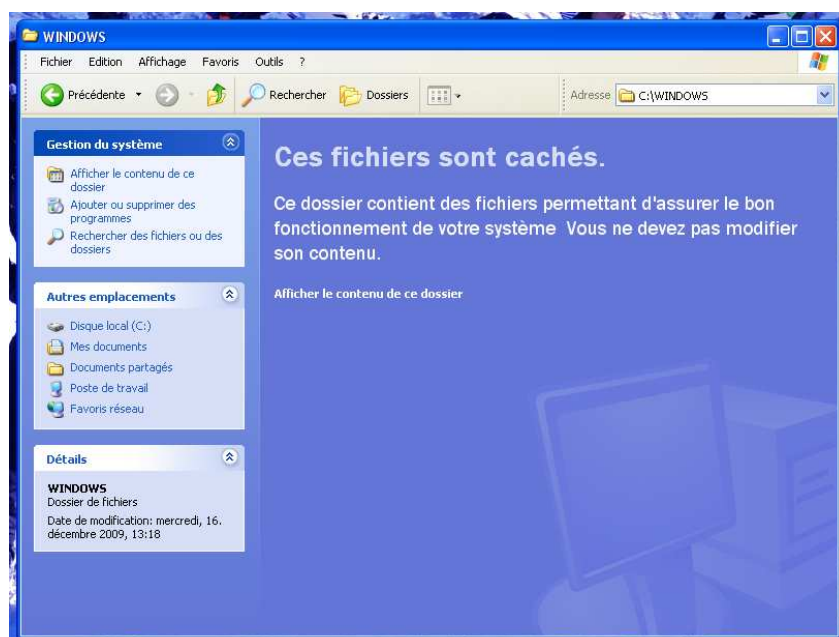 WINDOWS
Fichier Edition Affichage Favoris Outils ?
Précédente Rechercher Dossiers Adresse C:\WINDOWS
Gestion du système
Afficher le contenu de ce
dossier
Ajouter ou supprimer des
programmes
Rechercher des fichiers ou des
dossiers
Autres emplacements
Disque local (C:)
Mes documents
Documents partagés
Poste de travail
Favoris réseau
Détails
WINDOWS
Dossier de fichiers
Date de modification: mercredi, 16.
décembre 2009, 13:18
Ces fichiers sont cachés.
Ce dossier contient des fichiers permettant d'assurer le bon
fonctionnement de votre système Vous ne devez pas modifier
son contenu.
Afficher le contenu de ce dossier